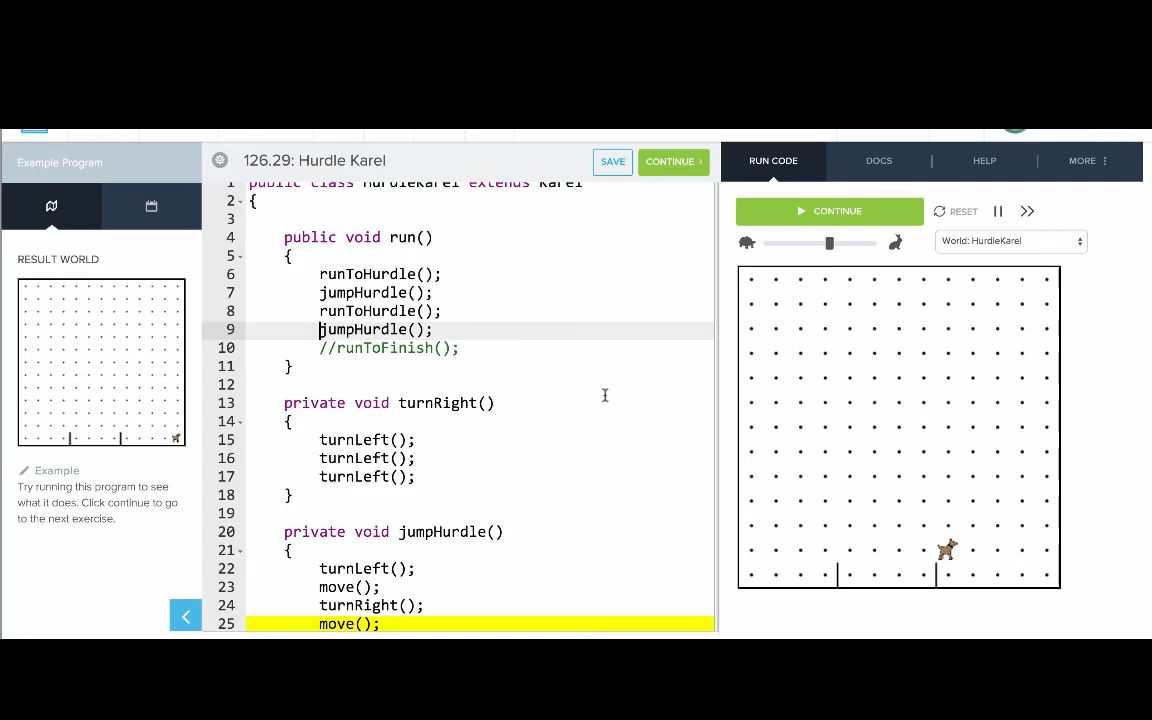 Example Program
126.29: Hurdle Karel
SAVE
CONTINUE >
RUN CODE
DOCS
HELP
MORE
RESULT WORLD
Example
Try running this program to see
what it does. Click continue to go
to the next exercise.
1 public class HurdleKarel extends Karel
2 {
3
4 public void run()
5 {
6 runToHurdle();
7 jumpHurdle();
8 runToHurdle();
9 jumpHurdle();
10 //runToFinish();
11 }
12
13 private void turnRight()
14 {
15 turnLeft();
16 turnLeft();
17 turnLeft();
18 }
19
20 private void jumpHurdle()
21 {
22 turnLeft();
23 move();
24 turnRight();
25 move();
CONTINUE
RESET
World: HurdleKarel